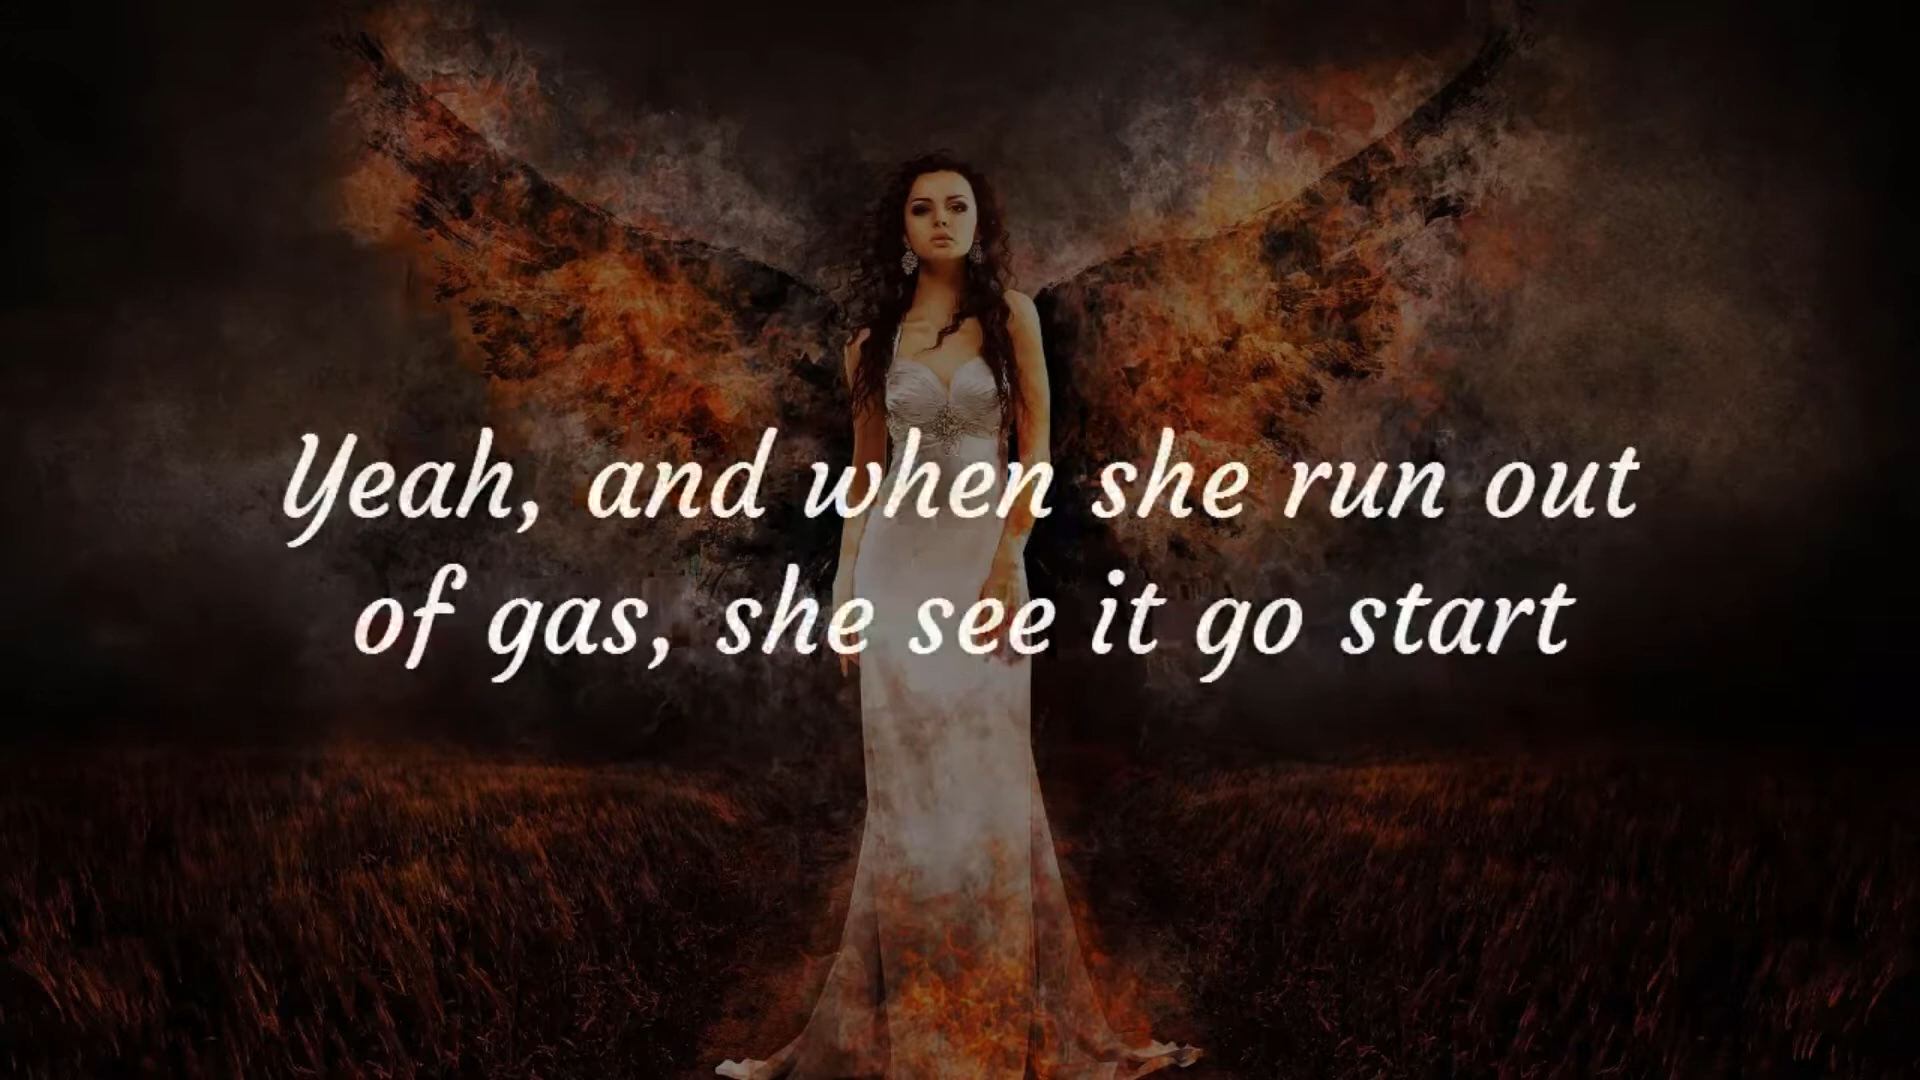 Yeah, and when she run out
of gas, she see it go start